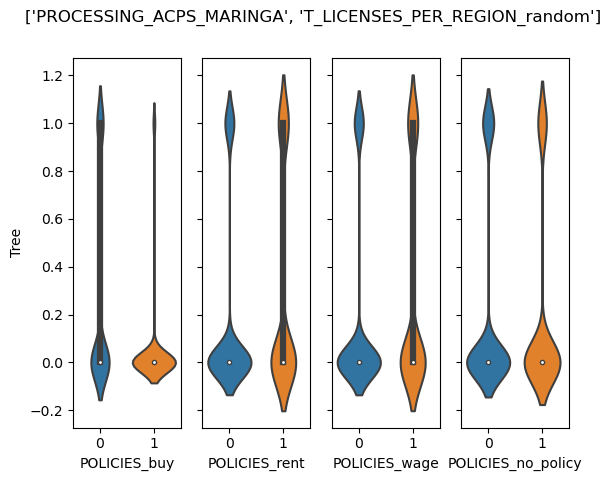 ['PROCESSING_ACPS_MARINGA', 'T_LICENSES_PER_REGION_random']
Tree
1.2
1.0
0.8
0.6
0.4
0.2
0.0
−0.2
0 1 0 1 0 1 0 1
POLICIES_buy POLICIES_rent POLICIES_wage POLICIES_no_policy